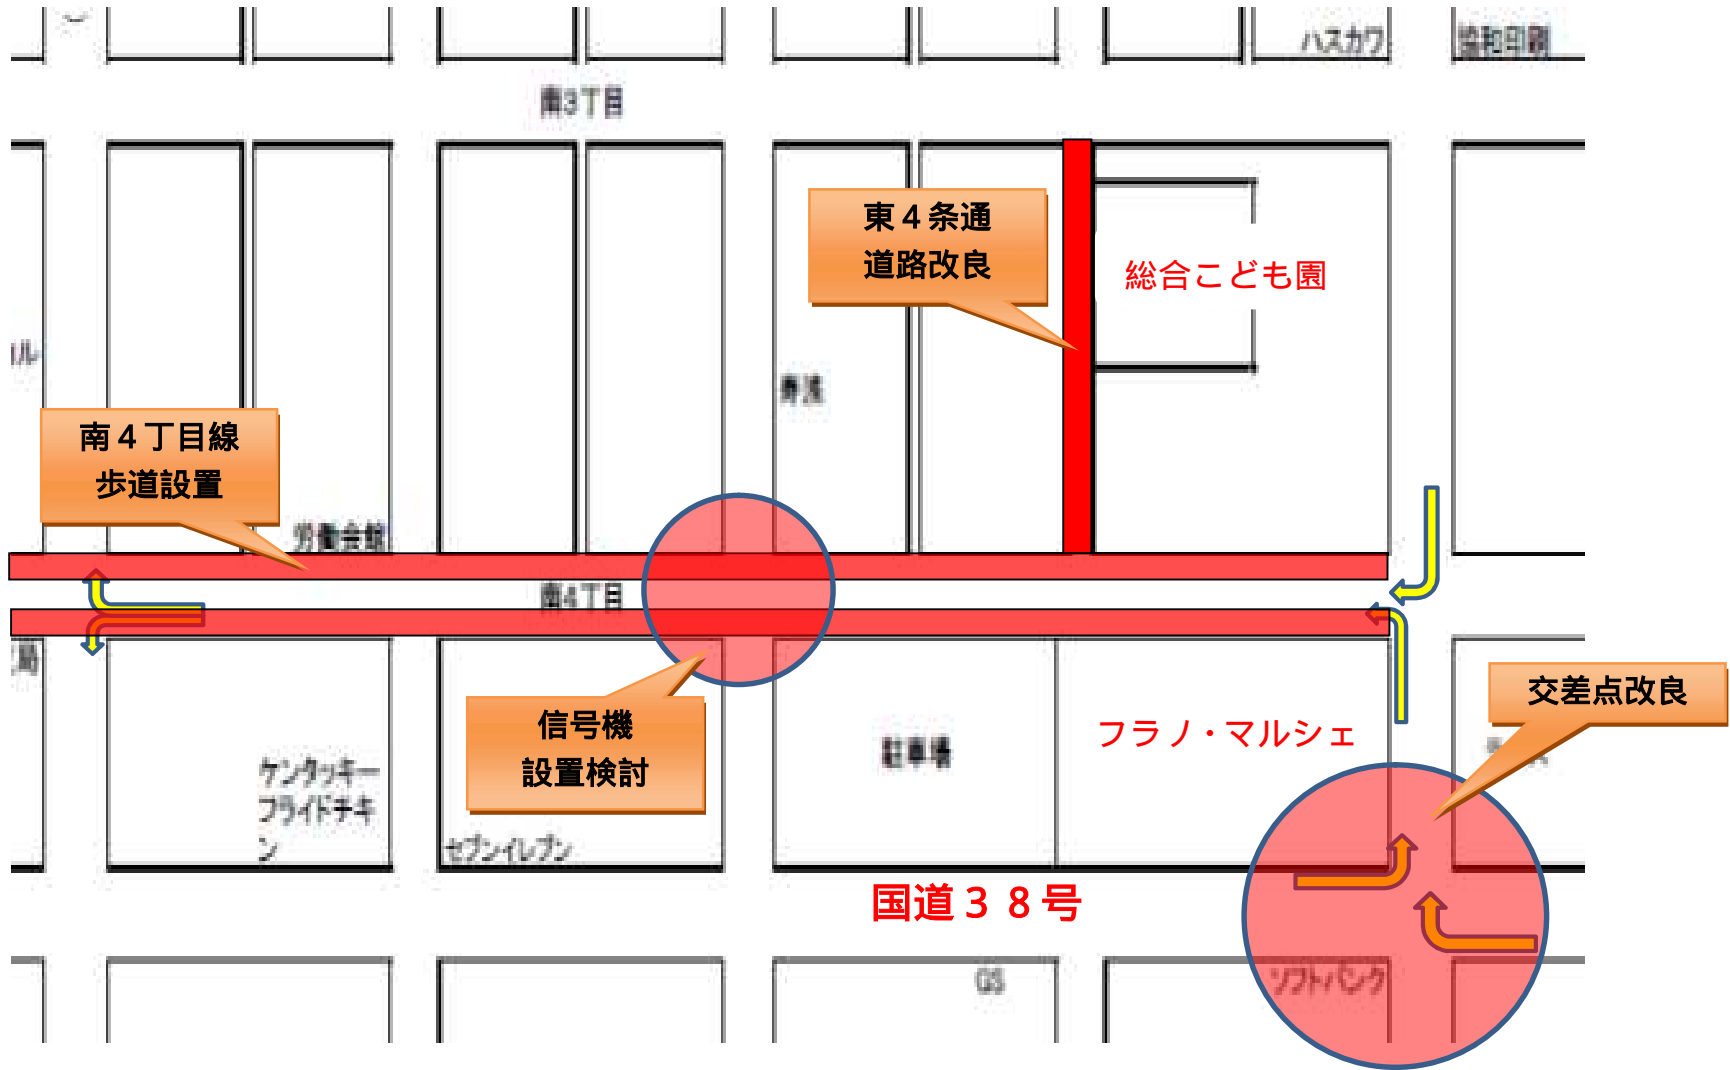 ハスカワ
協和印刷
南3丁目
東４条通
道路改良
総合こども園
南４丁目線
歩道設置
労働会館
南4丁目
交差点改良
信号機
設置検討
フラノ・マルシェ
駐車場
ケンタッキー
フライドチキ
ン
セブンイレブン
国道３８号
GS
ソフトバンク